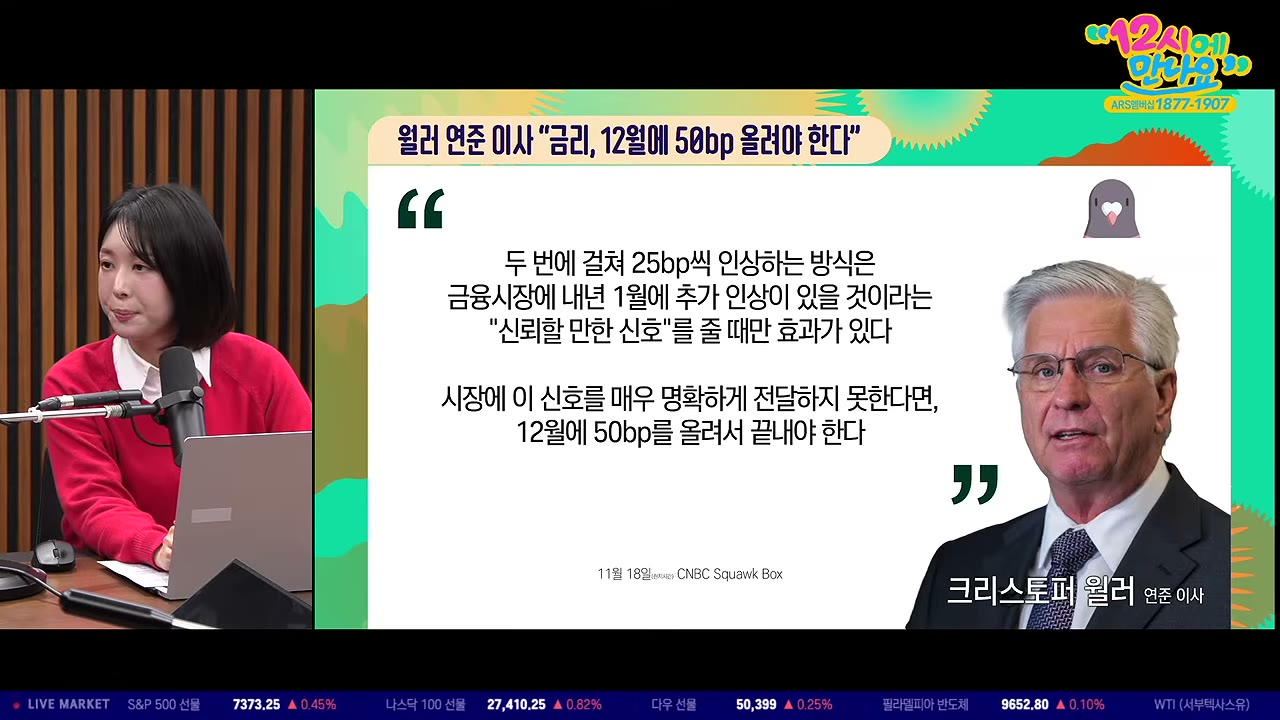 “12시에
만나요”
ARS멤버십 1877-1907
월러 연준 이사 “금리, 12월에 50bp 올려야 한다”
“
두 번에 걸쳐 25bp씩 인상하는 방식은
금융시장에 내년 1월에 추가 인상이 있을 것이라는
"신뢰할 만한 신호"를 줄 때만 효과가 있다
시장에 이 신호를 매우 명확하게 전달하지 못한다면,
12월에 50bp를 올려서 끝내야 한다
”
11월 18일(현지시간) CNBC Squawk Box
크리스토퍼 월러 연준 이사
LIVE MARKET S&P 500 선물 7373.25 ▲ 0.45% 나스닥 100 선물 27,410.25 ▲ 0.82% 다우 선물 50,399 ▲ 0.25% 필라델피아 반도체 9652.80 ▲ 0.10% WTI (서부텍사스유)